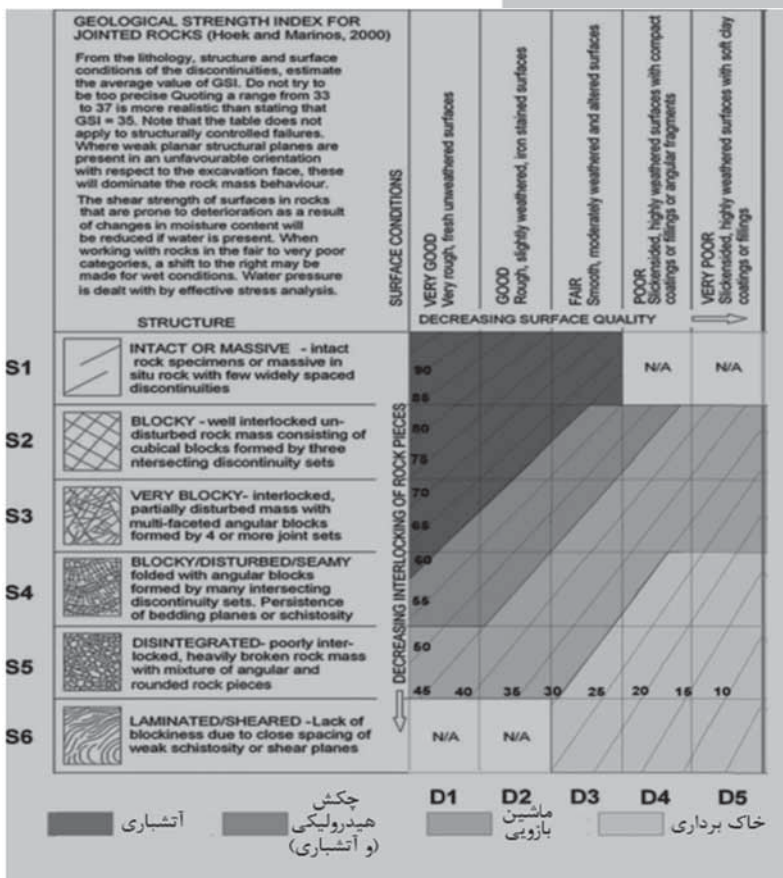 GEOLOGICAL STRENGTH INDEX FOR
JOINTED ROCKS (Hoek and Marinos, 2000)
From the lithology, structure and surface
conditions of the discontinuities, estimate
the average value of GSI. Do not try to
be too precise Quoting a range from 33
to 37 is more realistic than stating that
GSI = 35. Note that the table does not
apply to structurally controlled failures.
Where weak planar structural planes are
present in an unfavourable orientation
with respect to the excavation face, these
will dominate the rock mass behaviour.
The shear strength of surfaces in rocks
that are prone to deterioration as a result
of changes in moisture content will
be reduced if water is present. When
working with rocks in the fair to very poor
categories, a shift to the right may be
made for wet conditions. Water pressure
is dealt with by effective stress analysis.
SURFACE CONDITIONS
VERY GOOD
Very rough, fresh unweathered surfaces
GOOD
Rough, slightly weathered, iron stained surfaces
FAIR
Smooth, moderately weathered and altered surfaces
POOR
Slickensided, highly weathered surfaces with compact
coatings or fillings or angular fragments
VERY POOR
Slickensided, highly weathered surfaces with soft clay
coatings or fillings
STRUCTURE
DECREASING SURFACE QUALITY
DECREASING INTERLOCKING OF ROCK PIECES
S1
INTACT OR MASSIVE - intact
rock specimens or massive in
situ rock with few widely spaced
discontinuities
90
N/A
N/A
85
S2
BLOCKY - well interlocked un-
disturbed rock mass consisting of
cubical blocks formed by three
ntersecting discontinuity sets
80
75
S3
VERY BLOCKY- interlocked,
partially disturbed mass with
multi-faceted angular blocks
formed by 4 or more joint sets
70
65
S4
BLOCKY/DISTURBED/SEAMY
folded with angular blocks
formed by many intersecting
discontinuity sets. Persistence
of bedding planes or schistosity
60
55
S5
DISINTEGRATED- poorly inter-
locked, heavily broken rock mass
with mixture of angular and
rounded rock pieces
50
45 40 35 30 25 20 15 10
S6
LAMINATED/SHEARED -Lack of
blockiness due to close spacing of
weak schistosity or shear planes
N/A
N/A
D1 D2 D3 D4 D5
آتشباری
چکش
هیدرولیکی
(و آتشباری)
ماشین
بازویی
خاک برداری